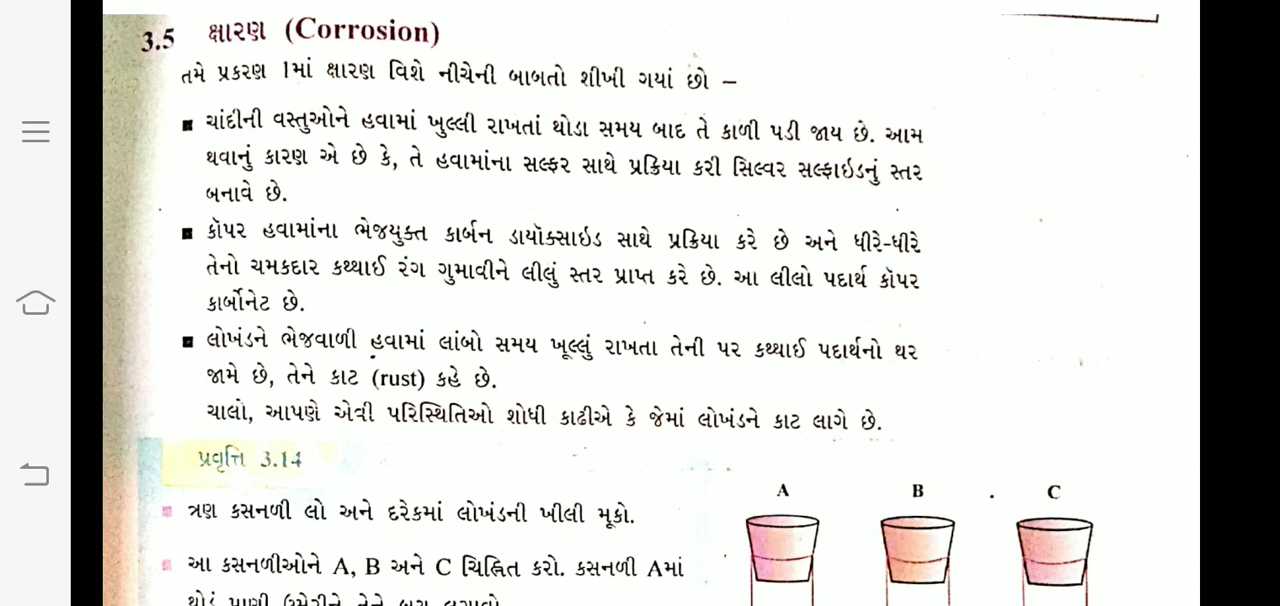 3.5 ક્ષારણ (Corrosion)
તમે પ્રકરણ 1માં ક્ષારણ વિશે નીચેની બાબતો શીખી ગયાં છો –
■ ચાંદીની વસ્તુઓને હવામાં ખુલ્લી રાખતાં થોડા સમય બાદ તે કાળી પડી જાય છે. આમ
થવાનું કારણ એ છે કે, તે હવામાંના સલ્ફર સાથે પ્રક્રિયા કરી સિલ્વર સલ્ફાઇડનું સ્તર
બનાવે છે.
■ કૉપર હવામાંના ભેજયુક્ત કાર્બન ડાયૉક્સાઇડ સાથે પ્રક્રિયા કરે છે અને ધીરે-ધીરે
તેનો ચમકદાર કથ્થાઈ રંગ ગુમાવીને લીલું સ્તર પ્રાપ્ત કરે છે. આ લીલો પદાર્થ કૉપર
કાર્બોનેટ છે.
■ લોખંડને ભેજવાળી હવામાં લાંબો સમય ખૂલ્લું રાખતા તેની પર કથ્થાઈ પદાર્થનો થર
જામે છે, તેને કાટ (rust) કહે છે.
ચાલો, આપણે એવી પરિસ્થિતિઓ શોધી કાઢીએ કે જેમાં લોખંડને કાટ લાગે છે.
પ્રવૃત્તિ 3.14
■ ત્રણ કસનળી લો અને દરેકમાં લોખંડની ખીલી મૂકો.
■ આ કસનળીઓને A, B અને C ચિહ્નિત કરો. કસનળી Aમાં
થોડું પાણી ઉમેરીને તેને બૂચ લગાવો
A B C